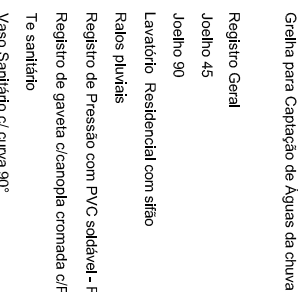 Grelha para Captação de Águas da chuva
Registro Geral
Joelho 45
Joelho 90
Lavatório Residencial com sifão
Ralos pluviais
Registro de Pressão com PVC soldável - F
Registro de gaveta c/canopla cromada c/F
Te sanitário
Vaso Sanitário c/ curva 90°